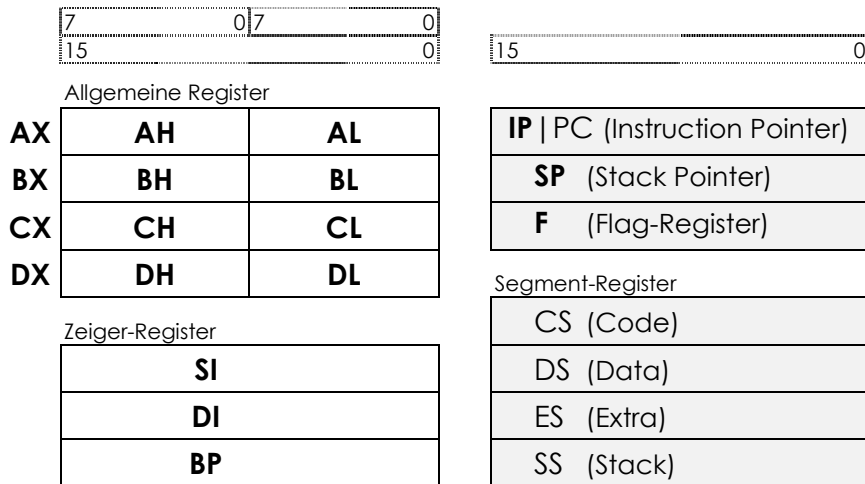 7 0 7 0
15 0
Allgemeine Register
AX AH AL
BX BH BL
CX CH CL
DX DH DL
Zeiger-Register
SI
DI
BP
15 0
IP|PC (Instruction Pointer)
SP (Stack Pointer)
F (Flag-Register)
Segment-Register
CS (Code)
DS (Data)
ES (Extra)
SS (Stack)